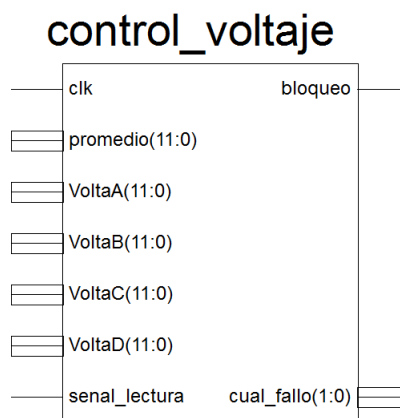 control_voltaje
clk bloqueo
promedio(11:0)
VoltaA(11:0)
VoltaB(11:0)
VoltaC(11:0)
VoltaD(11:0)
senal_lectura cual_fallo(1:0)